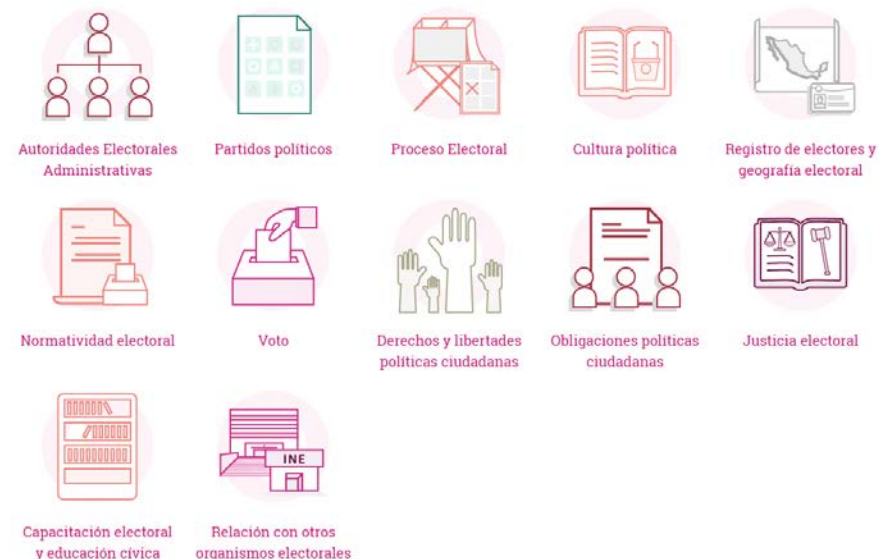 Autoridades Electorales
Administrativas
Partidos políticos
Proceso Electoral
Cultura política
Registro de electores y
geografía electoral
Normatividad electoral
Voto
Derechos y libertades
políticas ciudadanas
Obligaciones políticas
ciudadanas
Justicia electoral
INE
Capacitación electoral
y educación cívica
Relación con otros
organismos electorales